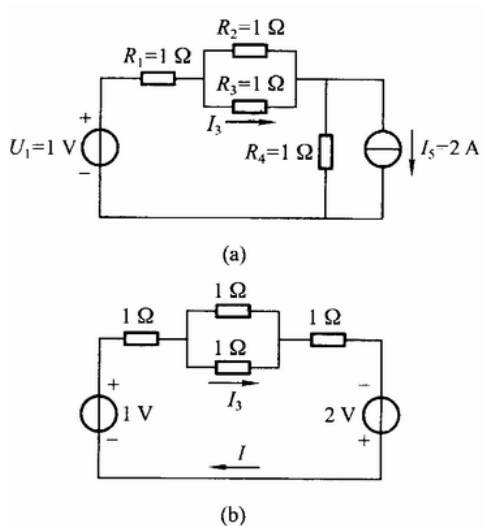 R₂=1 Ω
R₁=1 Ω
R₃=1 Ω
I₃
+
U₁=1 V
−
R₄=1 Ω
I₅=2 A
(a)
1 Ω
1 Ω
1 Ω
1 Ω
I₃
+
−
1 V
2 V
−
+
I
(b)